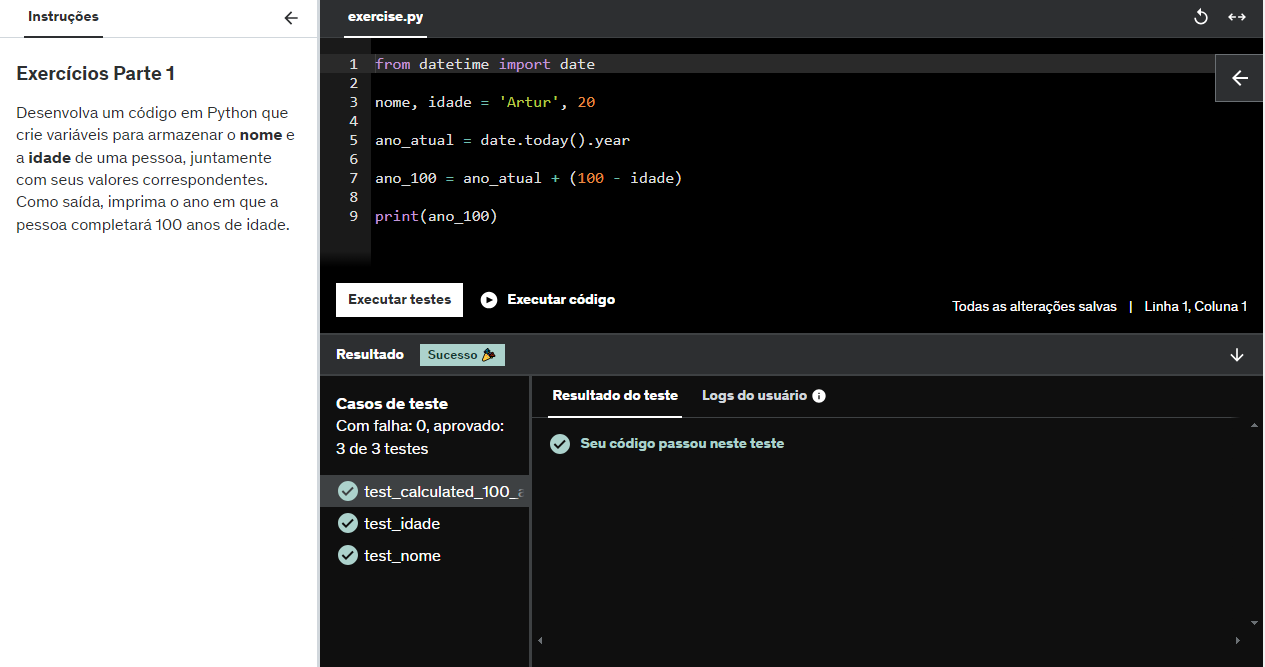 Instruções
Exercícios Parte 1
Desenvolva um código em Python que
crie variáveis para armazenar o nome e
a idade de uma pessoa, juntamente
com seus valores correspondentes.
Como saída, imprima o ano em que a
pessoa completará 100 anos de idade.
exercise.py
1 from datetime import date
2
3 nome, idade = 'Artur', 20
4
5 ano_atual = date.today().year
6
7 ano_100 = ano_atual + (100 - idade)
8
9 print(ano_100)
Executar testes
Executar código
Todas as alterações salvas | Linha 1, Coluna 1
Resultado
Sucesso
Casos de teste
Com falha: 0, aprovado:
3 de 3 testes
test_calculated_100_
test_idade
test_nome
Resultado do teste
Logs do usuário
Seu código passou neste teste